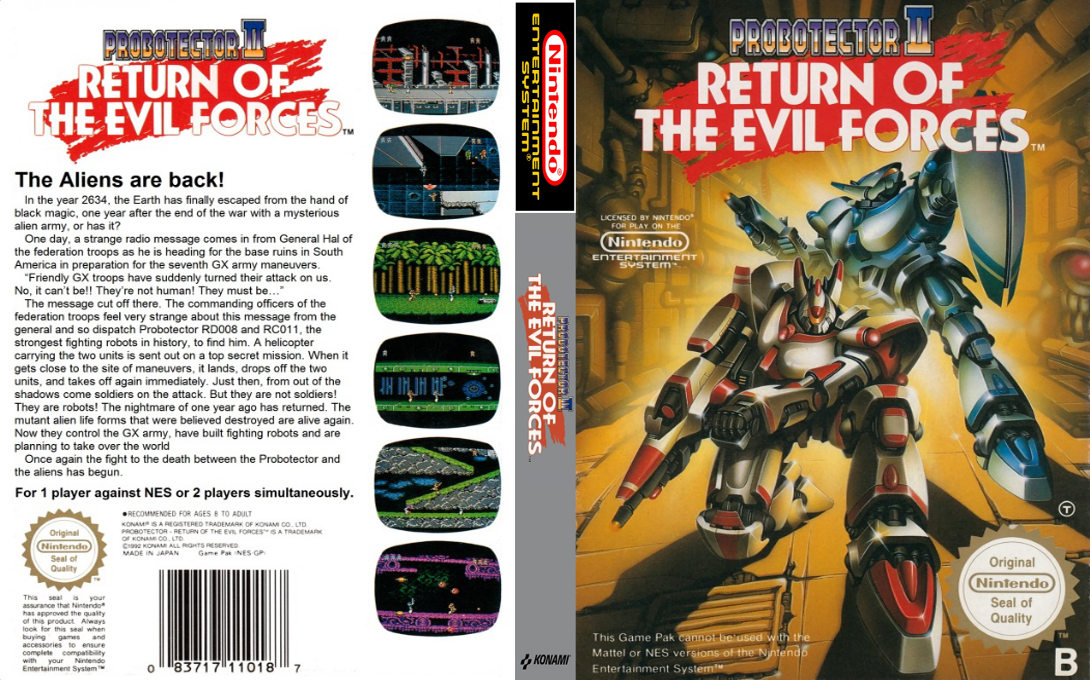 PROBOTECTOR II
RETURN OF
THE EVIL FORCES™
The Aliens are back!
In the year 2634, the Earth has finally escaped from the hand of
black magic, one year after the end of the war with a mysterious
alien army, or has it?
One day, a strange radio message comes in from General Hal of
the federation troops as he is heading for the base ruins in South
America in preparation for the seventh GX army maneuvers.
"Friendly GX troops have suddenly turned their attack on us.
No, it can't be!! They're not human! They must be..."
The message cut off there. The commanding officers of the
federation troops feel very strange about this message from the
general and so dispatch Probotector RD008 and RC011, the
strongest fighting robots in history, to find him. A helicopter
carrying the two units is sent out on a top secret mission. When it
gets close to the site of maneuvers, it lands, drops off the two
units, and takes off again immediately. Just then, from out of the
shadows come soldiers on the attack. But they are not soldiers!
They are robots! The nightmare of one year ago has returned. The
mutant alien life forms that were believed destroyed are alive again.
Now they control the GX army, have built fighting robots and are
planning to take over the world
Once again the fight to the death between the Probotector and
the aliens has begun.
For 1 player against NES or 2 players simultaneously.
Original
Nintendo
Seal of
Quality
™
This seal is your
assurance that Nintendo®
has approved the quality
of this product. Always
look for this seal when
buying games and
accessories to ensure
complete compatibility
with your Nintendo
Entertainment System™
●RECOMMENDED FOR AGES 8 TO ADULT
KONAMI® IS A REGISTERED TRADEMARK OF KONAMI CO., LTD.
PROBOTECTOR - RETURN OF THE EVIL FORCES™ IS A TRADEMARK
OF KONAMI CO. LTD.
©1992 KONAMI ALL RIGHTS RESERVED.
MADE IN JAPAN Game Pak (NES-GP)
0 83717 11018 7
Nintendo®
ENTERTAINMENT
SYSTEM®
PROBOTECTOR II
RETURN OF
THE EVIL FORCES™
KONAMI®
PROBOTECTOR II
RETURN OF
THE EVIL FORCES™
LICENSED BY NINTENDO®
FOR PLAY ON THE
Nintendo
ENTERTAINMENT
SYSTEM™
T
Original
Nintendo
Seal of
Quality
™
This Game Pak cannot be used with the
Mattel or NES versions of the Nintendo
Entertainment System™
B